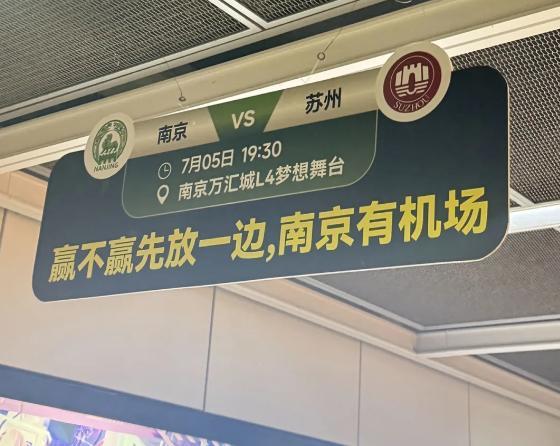 南京 VS 苏州
NANJING
SUZHOU
7月05日 19:30
南京万汇城L4梦想舞台
赢不赢先放一边,南京有机场